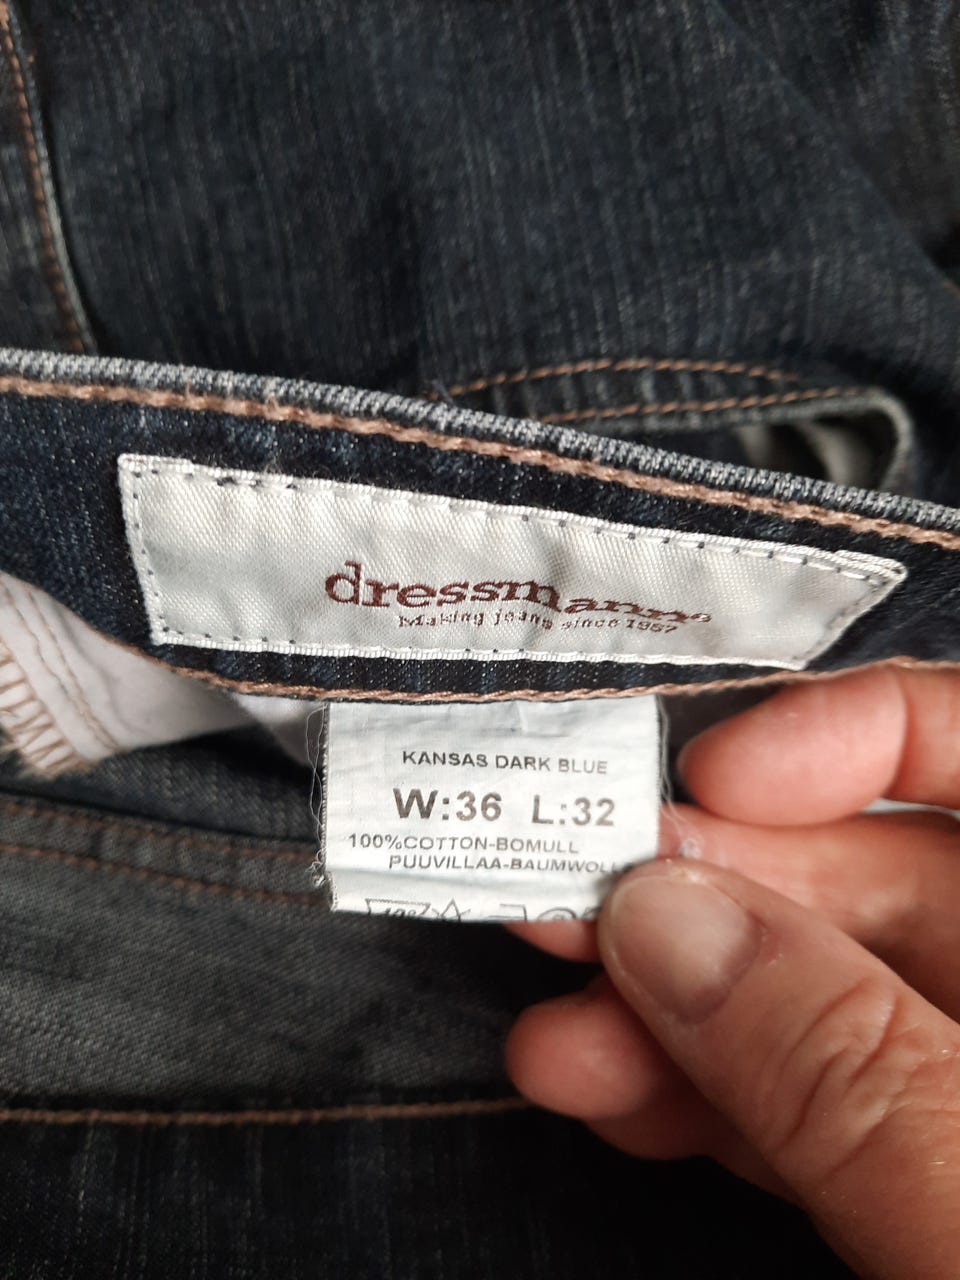 dressmann®
Making jeans since 1967
KANSAS DARK BLUE
W:36 L:32
100%COTTON-BOMULL
PUUVILLAA-BAUMWOLL